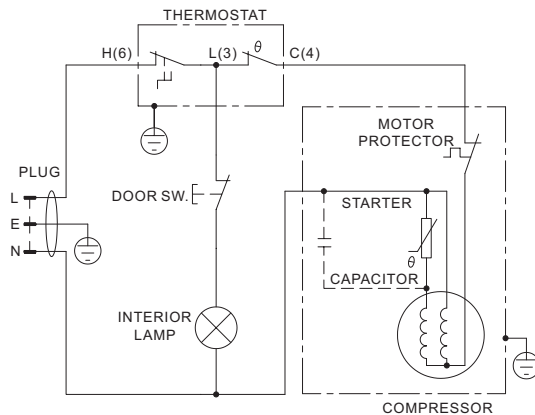 THERMOSTAT
H(6)
L(3)
θ
C(4)
MOTOR
PROTECTOR
PLUG
L
E
N
DOOR SW.
STARTER
θ
CAPACITOR
INTERIOR
LAMP
COMPRESSOR